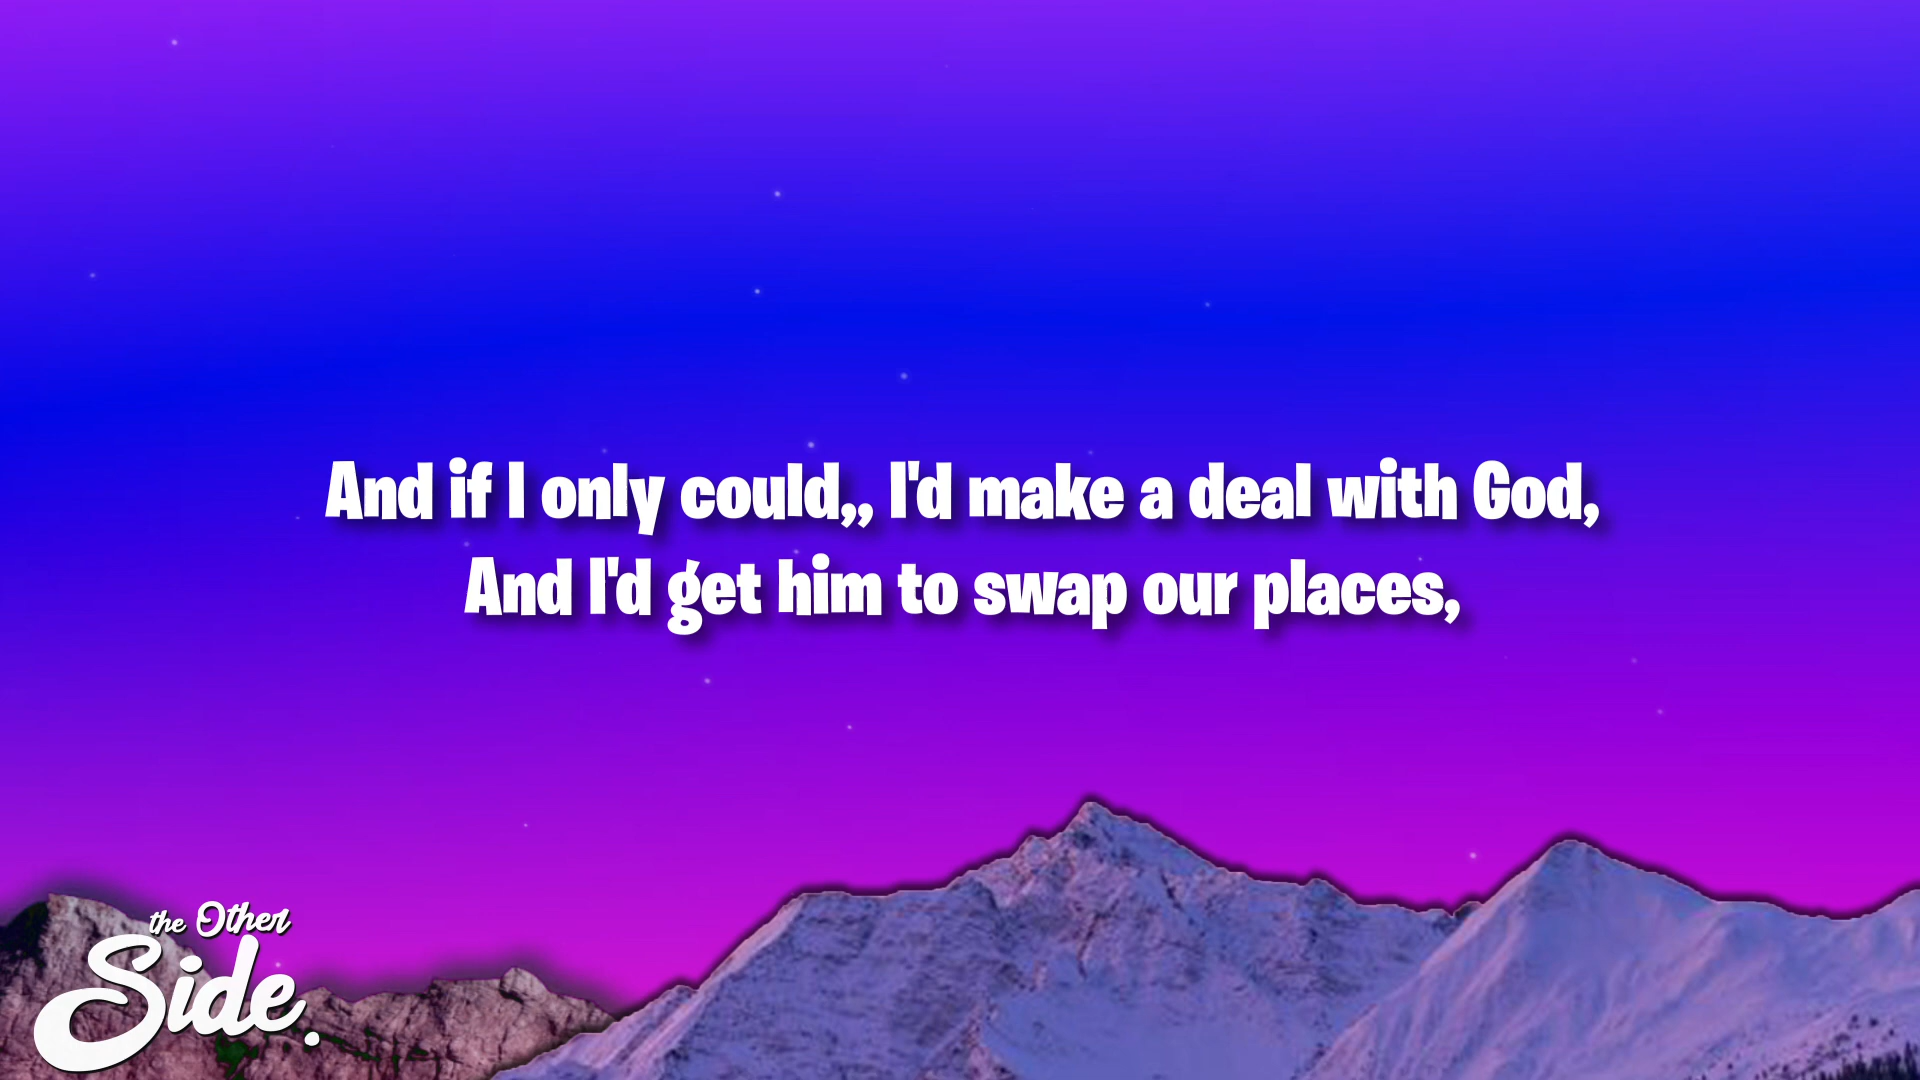 And if I only could,, I'd make a deal with God,
And I'd get him to swap our places,
the Other
Side.